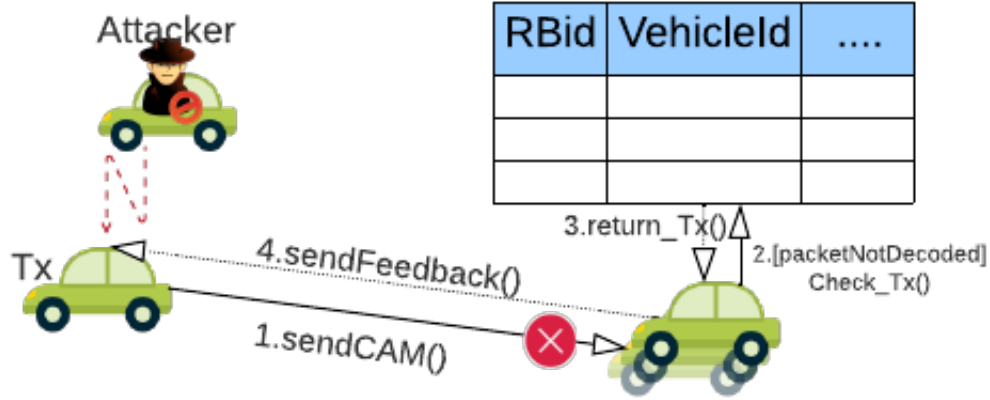 Attacker
RBid VehicleId ....
3.return_Tx()
2.[packetNotDecoded]
Check_Tx()
Tx
4.sendFeedback()
1.sendCAM()